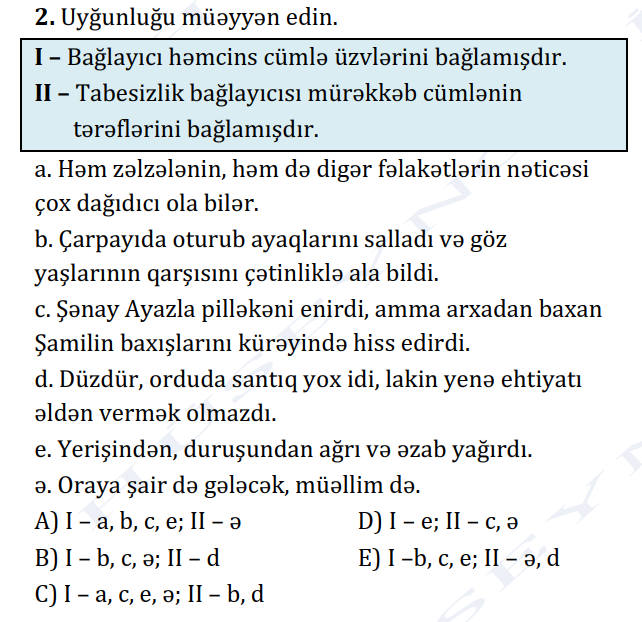 2. Uyğunluğu müəyyən edin.
I – Bağlayıcı həmcins cümlə üzvlərini bağlamışdır.
II – Tabesizlik bağlayıcısı mürəkkəb cümlənin
tərəflərini bağlamışdır.
a. Həm zəlzələnin, həm də digər fəlakətlərin nəticəsi
çox dağıdıcı ola bilər.
b. Çarpayıda oturub ayaqlarını salladı və göz
yaşlarının qarşısını çətinliklə ala bildi.
c. Şənay Ayazla pilləkəni enirdi, amma arxadan baxan
Şamilin baxışlarını kürəyində hiss edirdi.
d. Düzdür, orduda santıq yox idi, lakin yenə ehtiyatı
əldən vermək olmazdı.
e. Yerişindən, duruşundan ağrı və əzab yağırdı.
ə. Oraya şair də gələcək, müəllim də.
A) I – a, b, c, e; II – ə
D) I – e; II – c, ə
B) I – b, c, ə; II – d
E) I –b, c, e; II – ə, d
C) I – a, c, e, ə; II – b, d